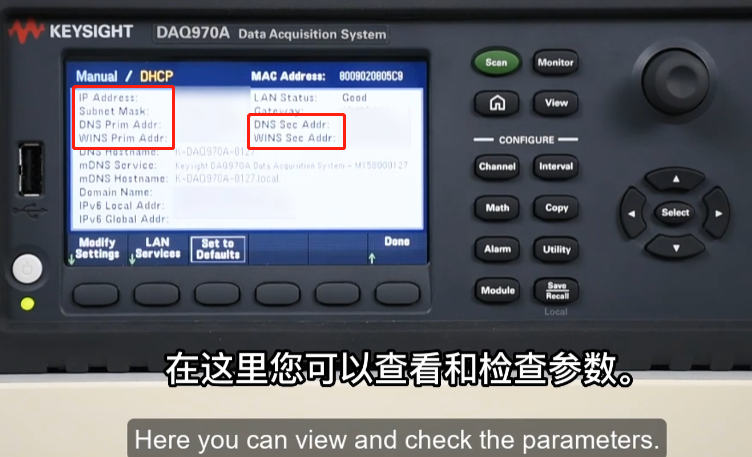 KEYSIGHT DAQ970A Data Acquisition System
Manual / DHCP MAC Address: 8009020805C9
IP Address: LAN Status: Good
Subnet Mask: Gateway:
DNS Prim Addr: DNS Sec Addr:
WINS Prim Addr: WINS Sec Addr:
DNS Hostname: K-DAQ970A-0127
mDNS Service: Keysight DAQ970A Data Acquisition System - MY58000127
mDNS Hostname: K-DAQ970A-0127.local.
Domain Name:
IPv6 Local Addr:
IPv6 Global Addr:
Modify Settings
LAN Services
Set to Defaults
Done
Scan
Monitor
View
CONFIGURE
Channel
Interval
Math
Copy
Alarm
Utility
Module
Save Recall
Local
Select
在这里您可以查看和检查参数。
Here you can view and check the parameters.